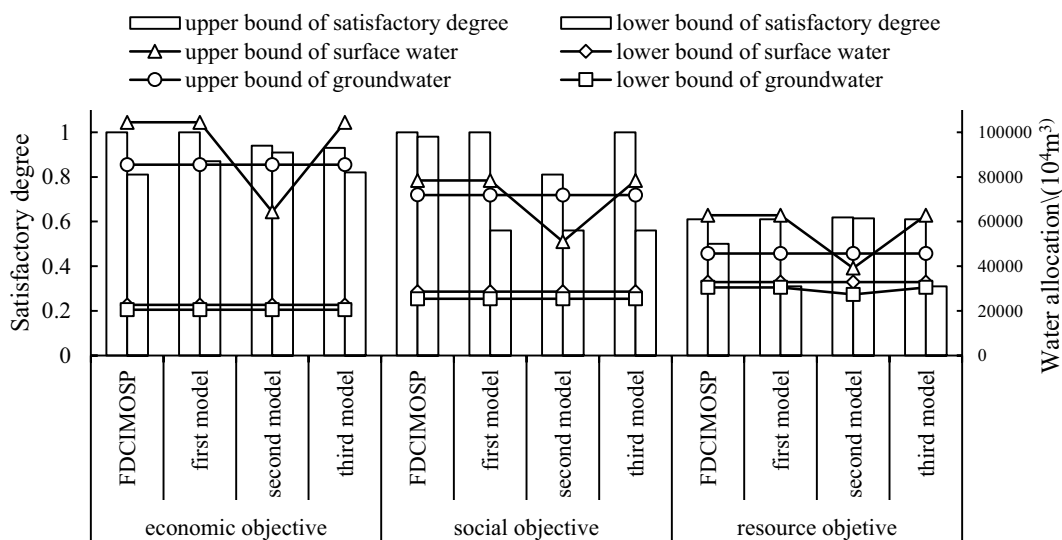 upper bound of satisfactory degree
lower bound of satisfactory degree
upper bound of surface water
lower bound of surface water
upper bound of groundwater
lower bound of groundwater
Satisfactory degree
1
0.8
0.6
0.4
0.2
0
100000
80000
60000
40000
20000
0
Water allocation\(10⁴m³)
FDCIMOSP
first model
second model
third model
FDCIMOSP
first model
second model
third model
FDCIMOSP
first model
second model
third model
economic objective
social objective
resource objetive